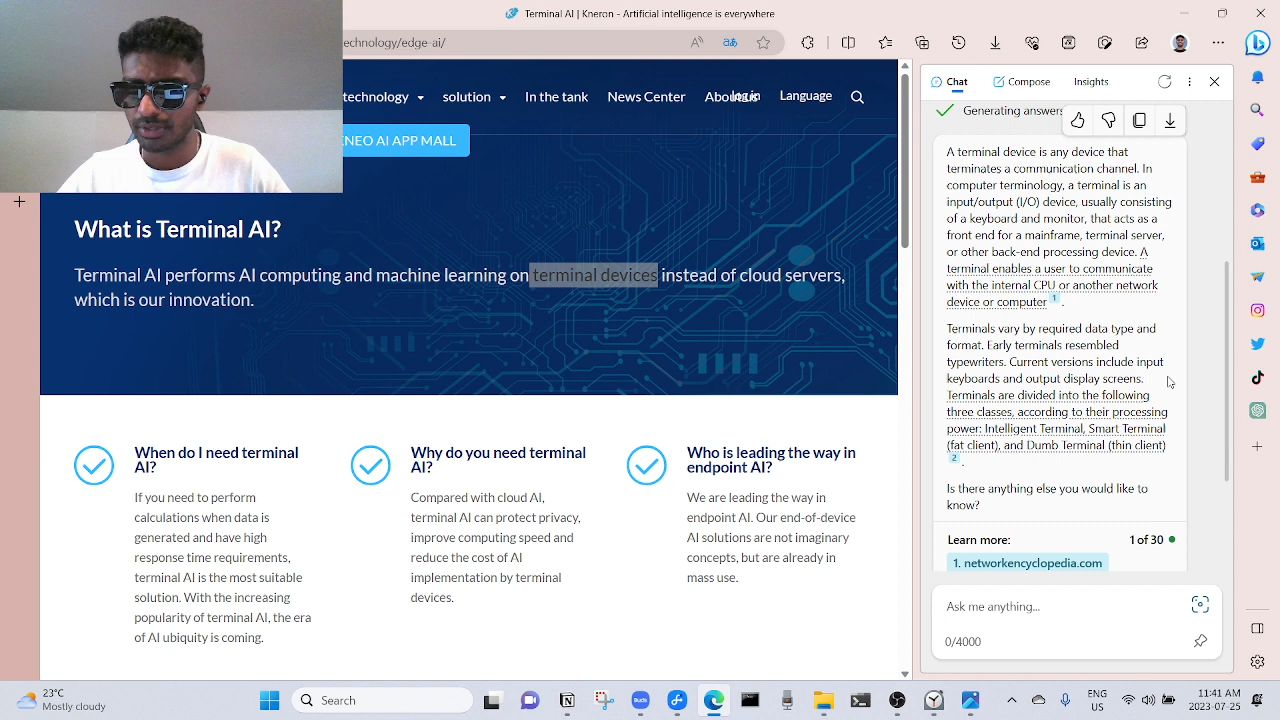 Terminal AI | Kneron - Artificial intelligence is everywhere
technology/edge-ai/
technology
solution
In the tank
News Center
About us
log in
Language
KNEO AI APP MALL
What is Terminal AI?
Terminal AI performs AI computing and machine learning on terminal devices instead of cloud servers,
which is our innovation.
When do I need terminal
AI?
If you need to perform
calculations when data is
generated and have high
response time requirements,
terminal AI is the most suitable
solution. With the increasing
popularity of terminal AI, the era
of AI ubiquity is coming.
Why do you need terminal
AI?
Compared with cloud AI,
terminal AI can protect privacy,
improve computing speed and
reduce the cost of AI
implementation by terminal
devices.
Who is leading the way in
endpoint AI?
We are leading the way in
endpoint AI. Our end-of-device
AI solutions are not imaginary
concepts, but are already in
mass use.
Chat
Compose
Insights
Generating answers
A terminal device is any device that
terminates a communication channel. In
computer terminology, a terminal is an
input/output (I/O) device, usually consisting
of a keyboard and monitor, that acts as a
front end for a mainframe, terminal server,
or other back-end processing device. A
terminal may also communicate interactively
with the internal CPU or another network
device or computer 1 .
Terminals vary by required data type and
format. Early terminals resembled
typewriters. Current versions include input
keyboards and output display screens.
Terminals are divided into the following
three classes, according to their processing
power: Intelligent Terminal, Smart Terminal
(fat client), and Dumb Terminal (thin client)
2 .
Is there anything else you would like to
know?
Learn more:
1 of 30
1. networkencyclopedia.com
Ask me anything...
0/4000
23°C
Mostly cloudy
Search
Buds
ENG
US
11:41 AM
2023-07-25